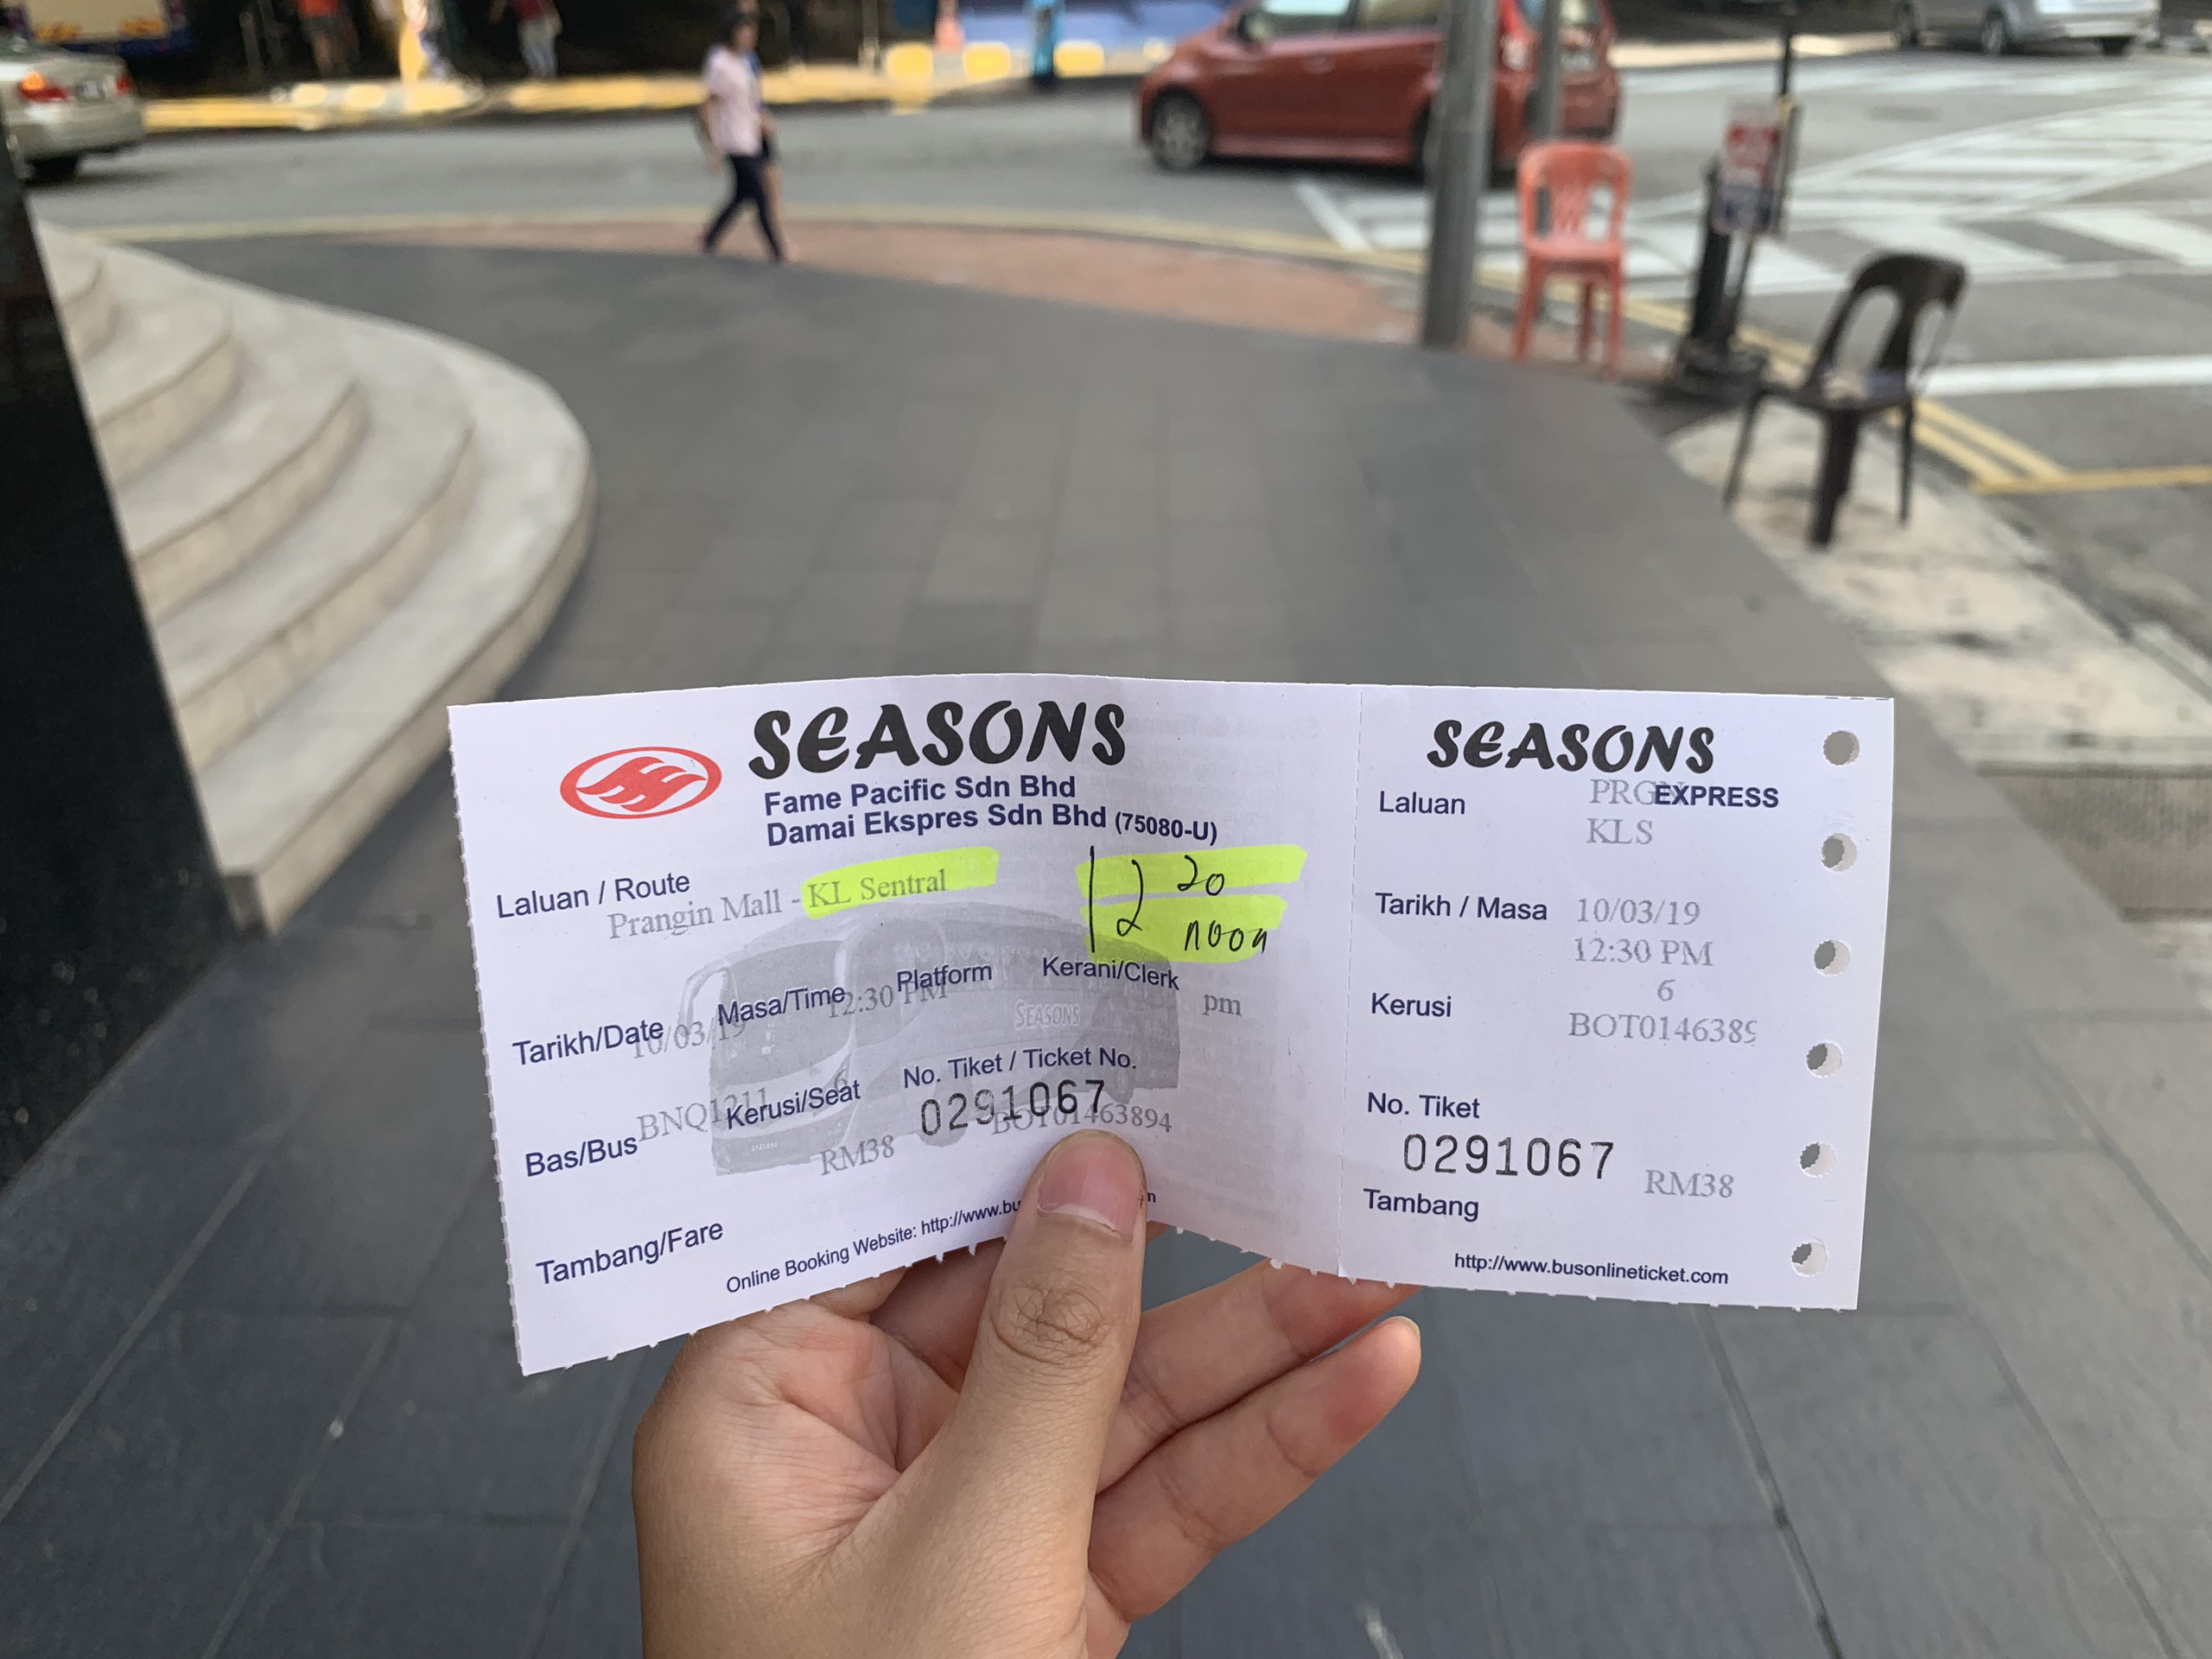 SEASONS
Fame Pacific Sdn Bhd
Damai Ekspres Sdn Bhd (75080-U)
Laluan / Route
Prangin Mall - KL Sentral
12 20
noon
Tarikh/Date 10/03/19
Masa/Time 12:30 PM
Platform
Kerani/Clerk
pm
SEASONS
Bas/Bus BNQ1211
Kerusi/Seat 6
No. Tiket / Ticket No.
0291067
BOT01463894
Tambang/Fare
RM38
Online Booking Website: http://www.bu
SEASONS
EXPRESS
Laluan
KLS
Tarikh / Masa 10/03/19
12:30 PM
Kerusi 6
BOT0146389
No. Tiket
0291067
RM38
Tambang
http://www.busonlineticket.com